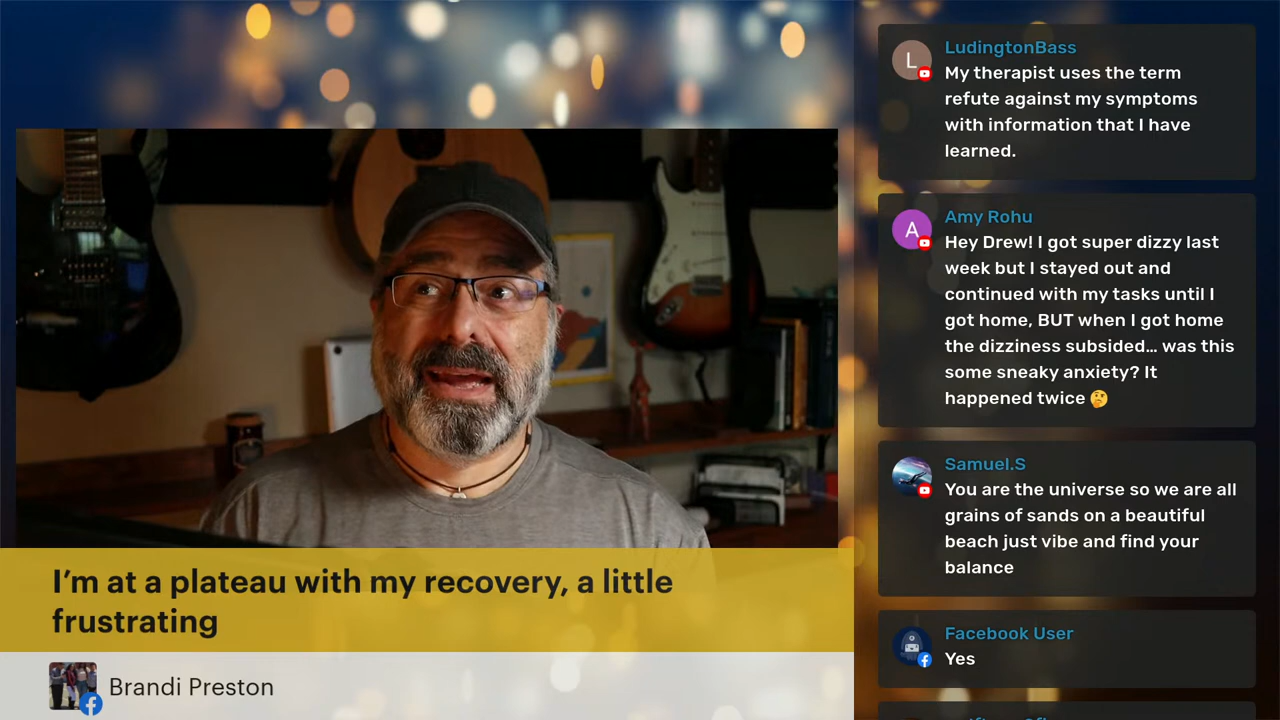 I'm at a plateau with my recovery, a little
frustrating
Brandi Preston
L
LudingtonBass
My therapist uses the term
refute against my symptoms
with information that I have
learned.
A
Amy Rohu
Hey Drew! I got super dizzy last
week but I stayed out and
continued with my tasks until I
got home, BUT when I got home
the dizziness subsided... was this
some sneaky anxiety? It
happened twice 🤔
Samuel.S
You are the universe so we are all
grains of sands on a beautiful
beach just vibe and find your
balance
Facebook User
Yes